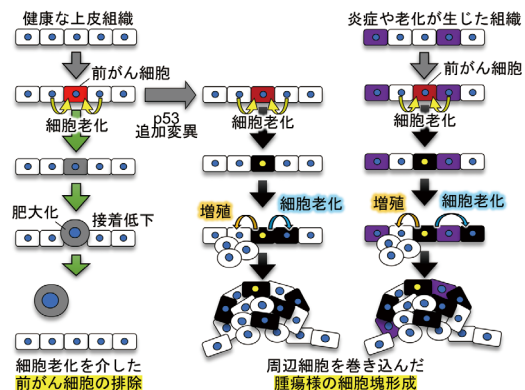 健康な上皮組織
炎症や老化が生じた組織
前がん細胞
前がん細胞
細胞老化
p53
追加変異
細胞老化
細胞老化
肥大化
接着低下
増殖
細胞老化
増殖
細胞老化
細胞老化を介した
前がん細胞の排除
周辺細胞を巻き込んだ
腫瘍様の細胞塊形成